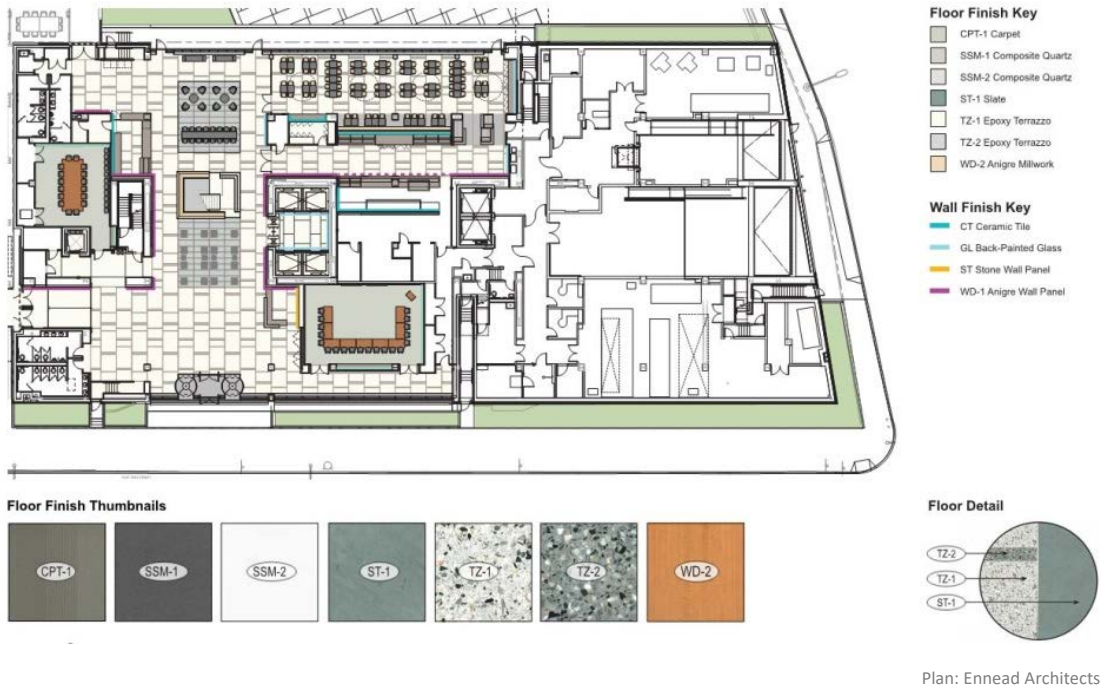 Floor Finish Key
CPT-1 Carpet
SSM-1 Composite Quartz
SSM-2 Composite Quartz
ST-1 Slate
TZ-1 Epoxy Terrazzo
TZ-2 Epoxy Terrazzo
WD-2 Anigre Millwork
Wall Finish Key
CT Ceramic Tile
GL Back-Painted Glass
ST Stone Wall Panel
WD-1 Anigre Wall Panel
Floor Finish Thumbnails
CPT-1
SSM-1
SSM-2
ST-1
TZ-1
TZ-2
WD-2
Floor Detail
TZ-2
TZ-1
ST-1
Plan: Ennead Architects